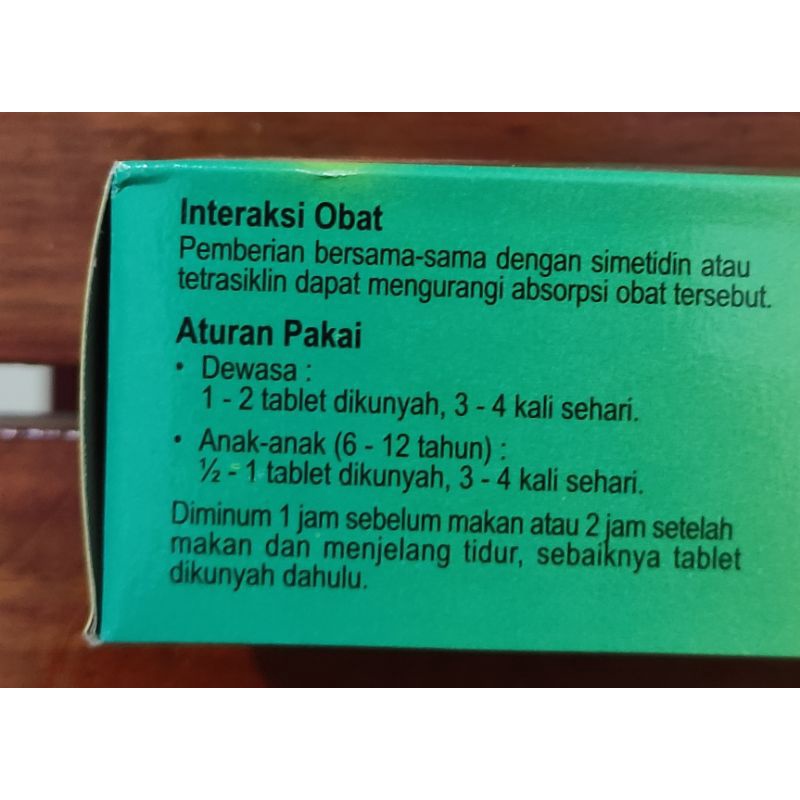 Interaksi Obat
Pemberian bersama-sama dengan simetidin atau
tetrasiklin dapat mengurangi absorpsi obat tersebut.
Aturan Pakai
• Dewasa :
1 - 2 tablet dikunyah, 3 - 4 kali sehari.
• Anak-anak (6 - 12 tahun) :
½ - 1 tablet dikunyah, 3 - 4 kali sehari.
Diminum 1 jam sebelum makan atau 2 jam setelah
makan dan menjelang tidur, sebaiknya tablet
dikunyah dahulu.